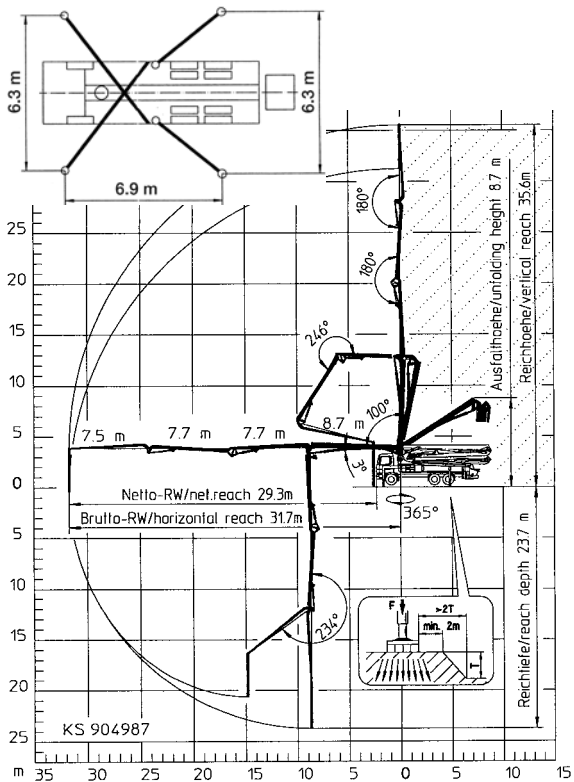 6.3 m
6.3 m
6.9 m
180°
180°
246°
100°
8.7 m
7.5 m
7.7 m
7.7 m
3°
Netto-RW/net.reach 29.3m
Brutto-RW/horizontal reach 31.7m
365°
234°
Ausfalthoehe/unfolding height 8.7 m
Reichhoehe/vertical reach 35.6m
Reichtiefe/reach depth 23.7 m
F
>2T
min. 2m
T
KS 904987
25
20
15
10
5
0
5
10
15
20
25
m 35 30 25 20 15 10 5 0 5 10 15